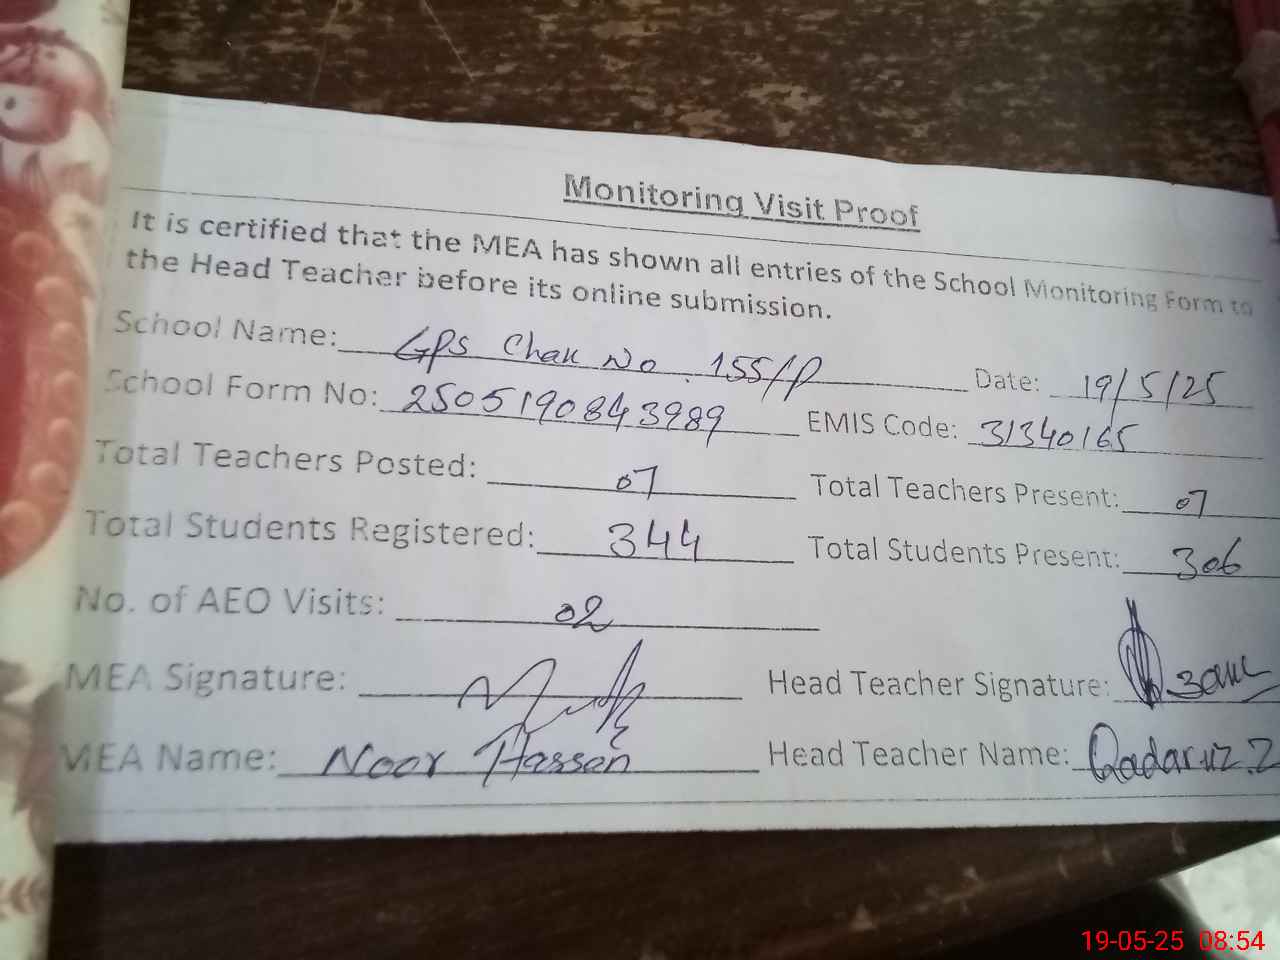 Monitoring Visit Proof
It is certified that the MEA has shown all entries of the School Monitoring Form to
the Head Teacher before its online submission.
School Name: GPS Chak No. 155/P Date: 19/5/25
School Form No: 2505190843989 EMIS Code: 31340165
Total Teachers Posted: 07 Total Teachers Present: 07
Total Students Registered: 344 Total Students Present: 306
No. of AEO Visits: 02
MEA Signature: Head Teacher Signature:
MEA Name: Noor Hassan Head Teacher Name:
19-05-25 08:54